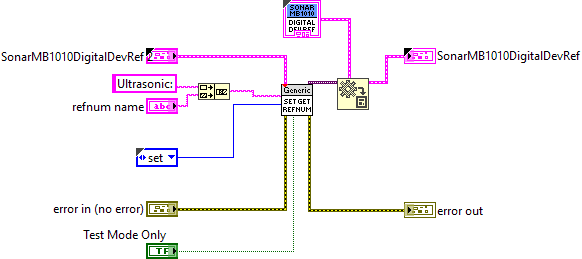 SONAR
MB1010
DIGITAL
DEVREF
SonarMB1010DigitalDevRef 2
SonarMB1010DigitalDevRef
Ultrasonic:
refnum name
abc
Generic
SET GET
REFNUM
set
error in (no error)
error out
Test Mode Only
TF